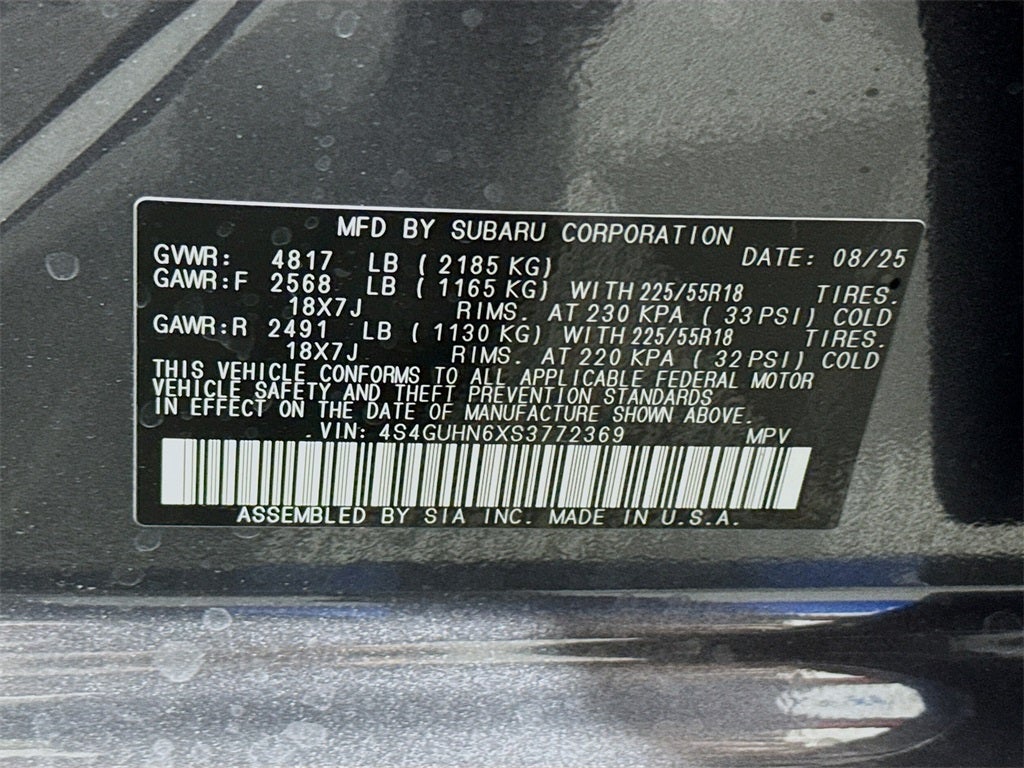 MFD BY SUBARU CORPORATION
GVWR: 4817 LB ( 2185 KG) DATE: 08/25
GAWR:F 2568 LB ( 1165 KG) WITH 225/55R18 TIRES.
18X7J RIMS. AT 230 KPA ( 33 PSI) COLD
GAWR:R 2491 LB ( 1130 KG) WITH 225/55R18 TIRES.
18X7J RIMS. AT 220 KPA ( 32 PSI) COLD
THIS VEHICLE CONFORMS TO ALL APPLICABLE FEDERAL MOTOR
VEHICLE SAFETY AND THEFT PREVENTION STANDARDS
IN EFFECT ON THE DATE OF MANUFACTURE SHOWN ABOVE.
VIN: 4S4GUHN6XS3772369 MPV
ASSEMBLED BY SIA INC. MADE IN U.S.A.